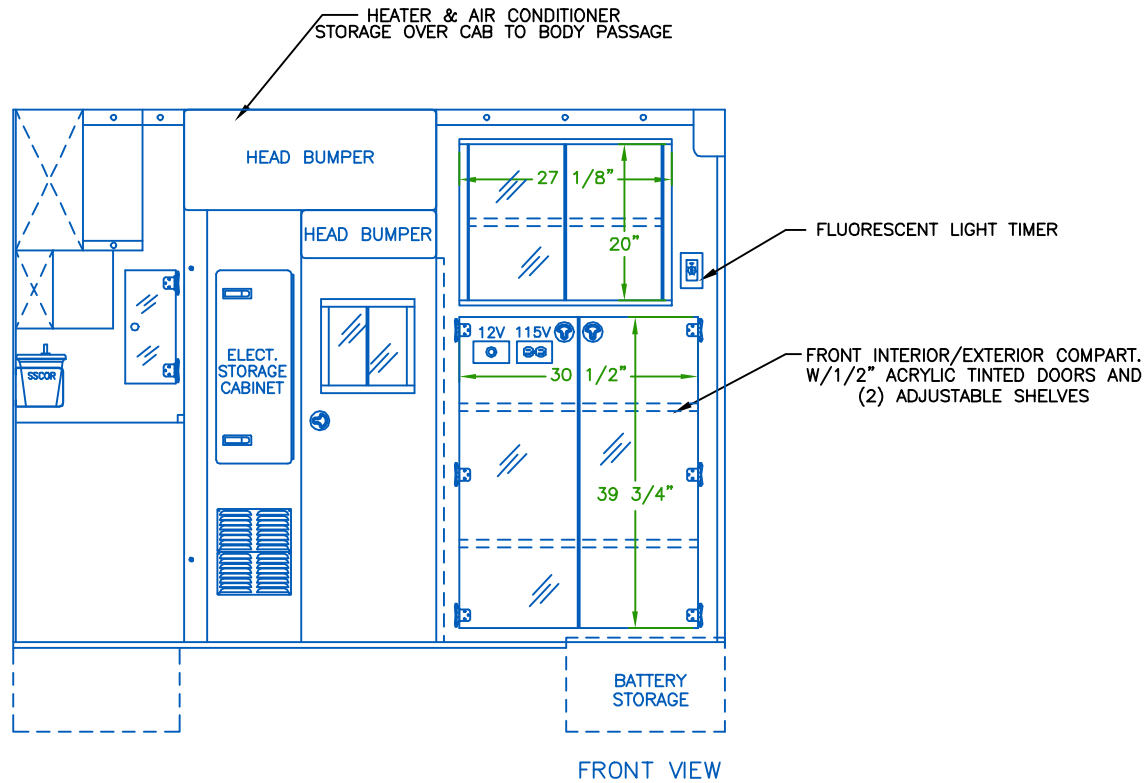 HEATER & AIR CONDITIONER
STORAGE OVER CAB TO BODY PASSAGE
HEAD BUMPER
27 1/8"
HEAD BUMPER
20"
FLUORESCENT LIGHT TIMER
12V 115V
ELECT.
STORAGE
CABINET
SSCOR
30 1/2"
FRONT INTERIOR/EXTERIOR COMPART.
W/1/2" ACRYLIC TINTED DOORS AND
(2) ADJUSTABLE SHELVES
39 3/4"
BATTERY
STORAGE
FRONT VIEW